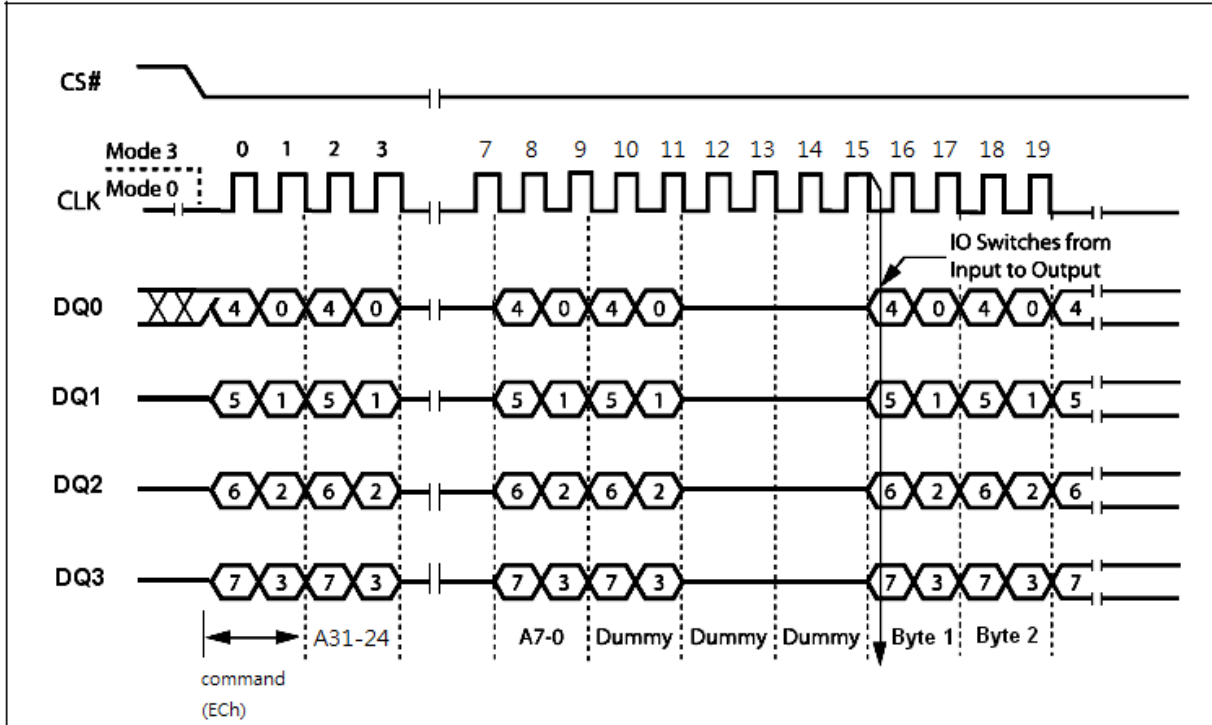 CS#
Mode 3
0 1 2 3 7 8 9 10 11 12 13 14 15 16 17 18 19
Mode 0
CLK
IO Switches from
Input to Output
DQ0 4 0 4 0 4 0 4 0 4 0 4 0 4
DQ1 5 1 5 1 5 1 5 1 5 1 5 1 5
DQ2 6 2 6 2 6 2 6 2 6 2 6 2 6
DQ3 7 3 7 3 7 3 7 3 7 3 7 3 7
A31-24 A7-0 Dummy Dummy Dummy Byte 1 Byte 2
command
(ECh)